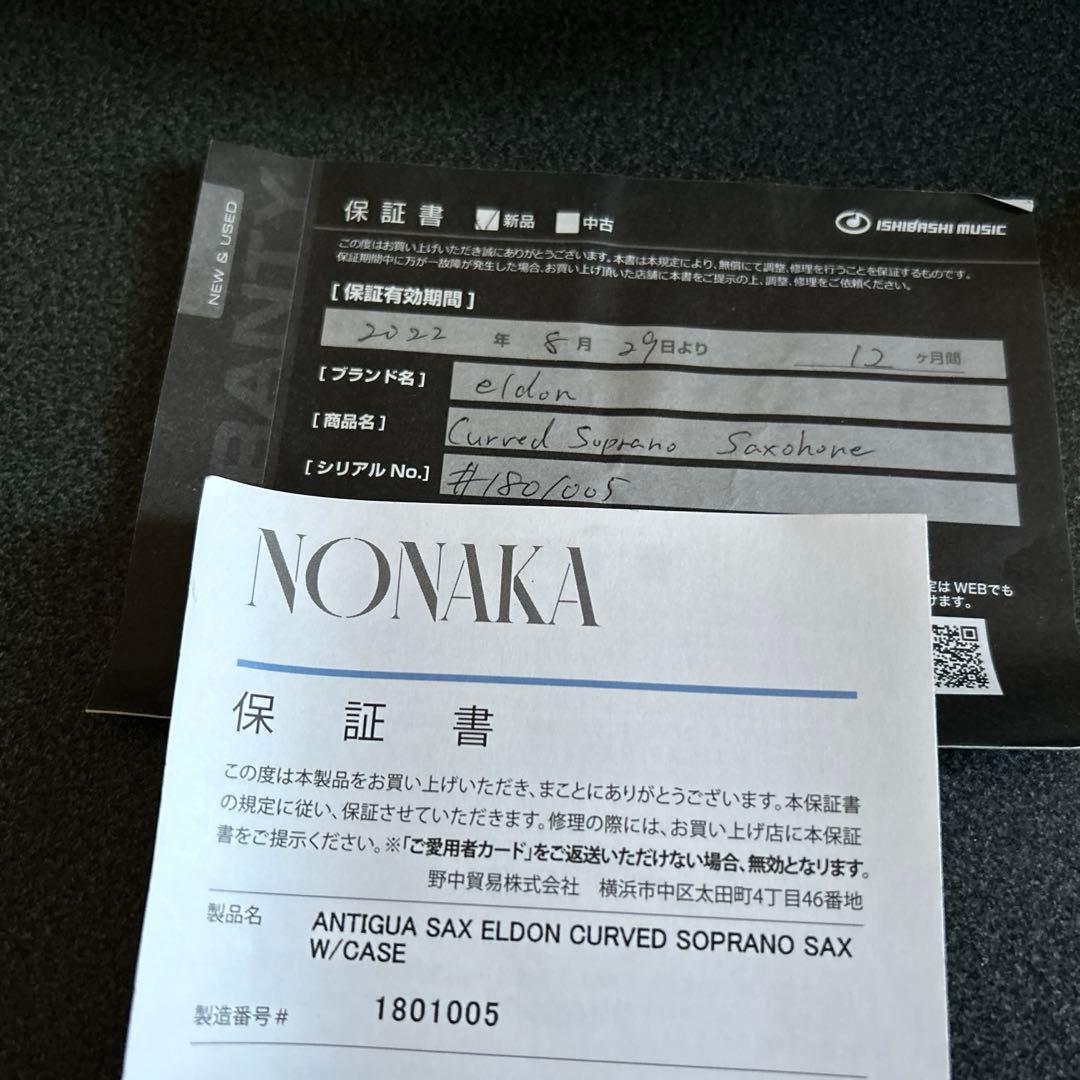 NEW & USED
保証書 新品 中古
ISHIBASHI MUSIC
この度はお買い上げいただき誠にありがとうございます。本書は本規定により、無償にて調整、修理を行うことを保証するものです。
保証期間中に万が一故障が発生した場合、お買い上げ頂いた店舗に本書をご提示の上、調整、修理をご依頼ください。
[保証有効期間]
2022 年 8 月 29 日より 12 ヶ月間
[ブランド名] eldon
[商品名] Curved Soprano Saxohone
[シリアルNo.] #1801005
定は WEBでも
けます。
NONAKA
保証書
この度は本製品をお買い上げいただき、まことにありがとうございます。本保証書
の規定に従い、保証させていただきます。修理の際には、お買い上げ店に本保証
書をご提示ください。※「ご愛用者カード」をご返送いただけない場合、無効となります。
野中貿易株式会社 横浜市中区太田町4丁目46番地
製品名 ANTIGUA SAX ELDON CURVED SOPRANO SAX
W/CASE
製造番号# 1801005